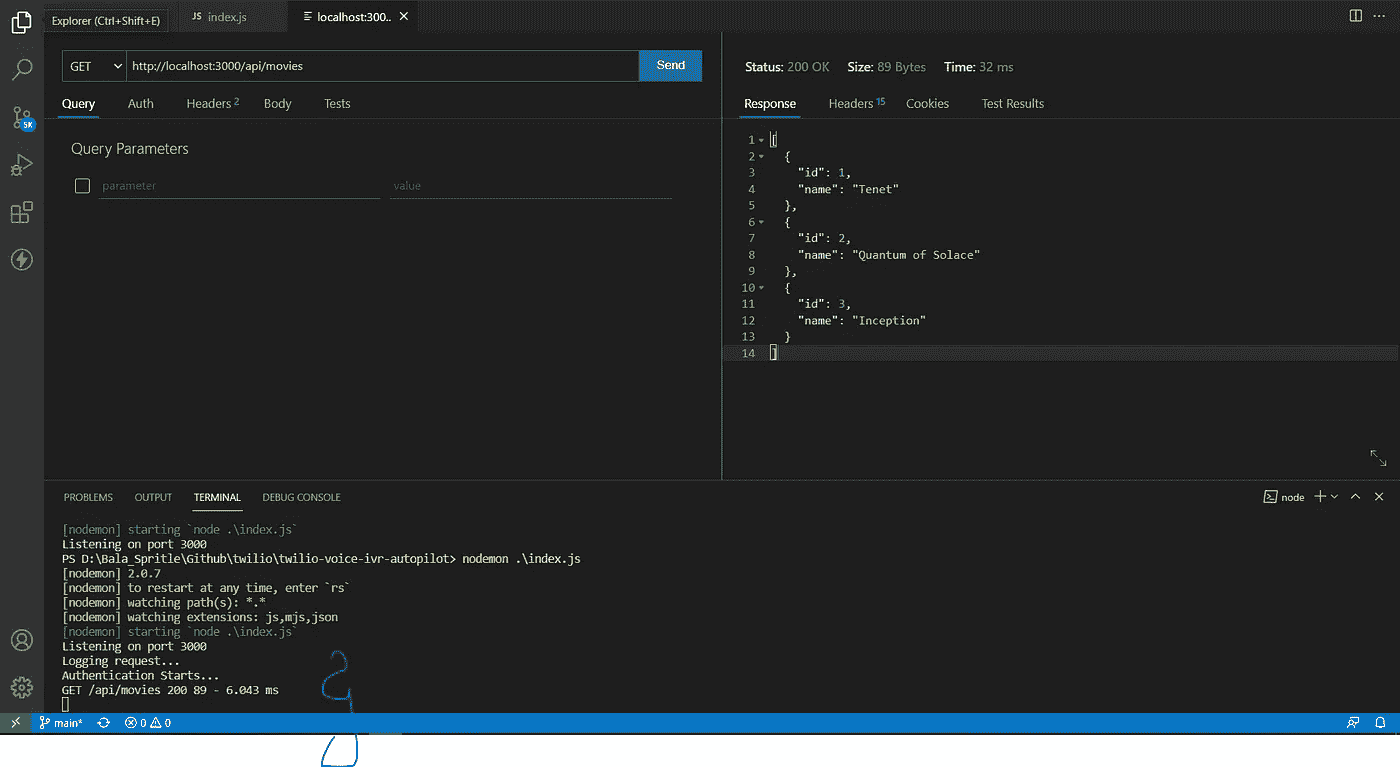 Explorer (Ctrl+Shift+E)
JS index.js
localhost:300..
GET
http://localhost:3000/api/movies
Send
Query
Auth
Headers 2
Body
Tests
Query Parameters
parameter
value
Status: 200 OK
Size: 89 Bytes
Time: 32 ms
Response
Headers 15
Cookies
Test Results
1 [
2 {
3 "id": 1,
4 "name": "Tenet"
5 },
6 {
7 "id": 2,
8 "name": "Quantum of Solace"
9 },
10 {
11 "id": 3,
12 "name": "Inception"
13 }
14 ]
5K
PROBLEMS
OUTPUT
TERMINAL
DEBUG CONSOLE
node
[nodemon] starting `node .\index.js`
Listening on port 3000
PS D:\Bala_Spritle\Github\twilio\twilio-voice-ivr-autopilot> nodemon .\index.js
[nodemon] 2.0.7
[nodemon] to restart at any time, enter `rs`
[nodemon] watching path(s): *.*
[nodemon] watching extensions: js,mjs,json
[nodemon] starting `node .\index.js`
Listening on port 3000
Logging request...
Authentication Starts...
GET /api/movies 200 89 - 6.043 ms
main*
0
0